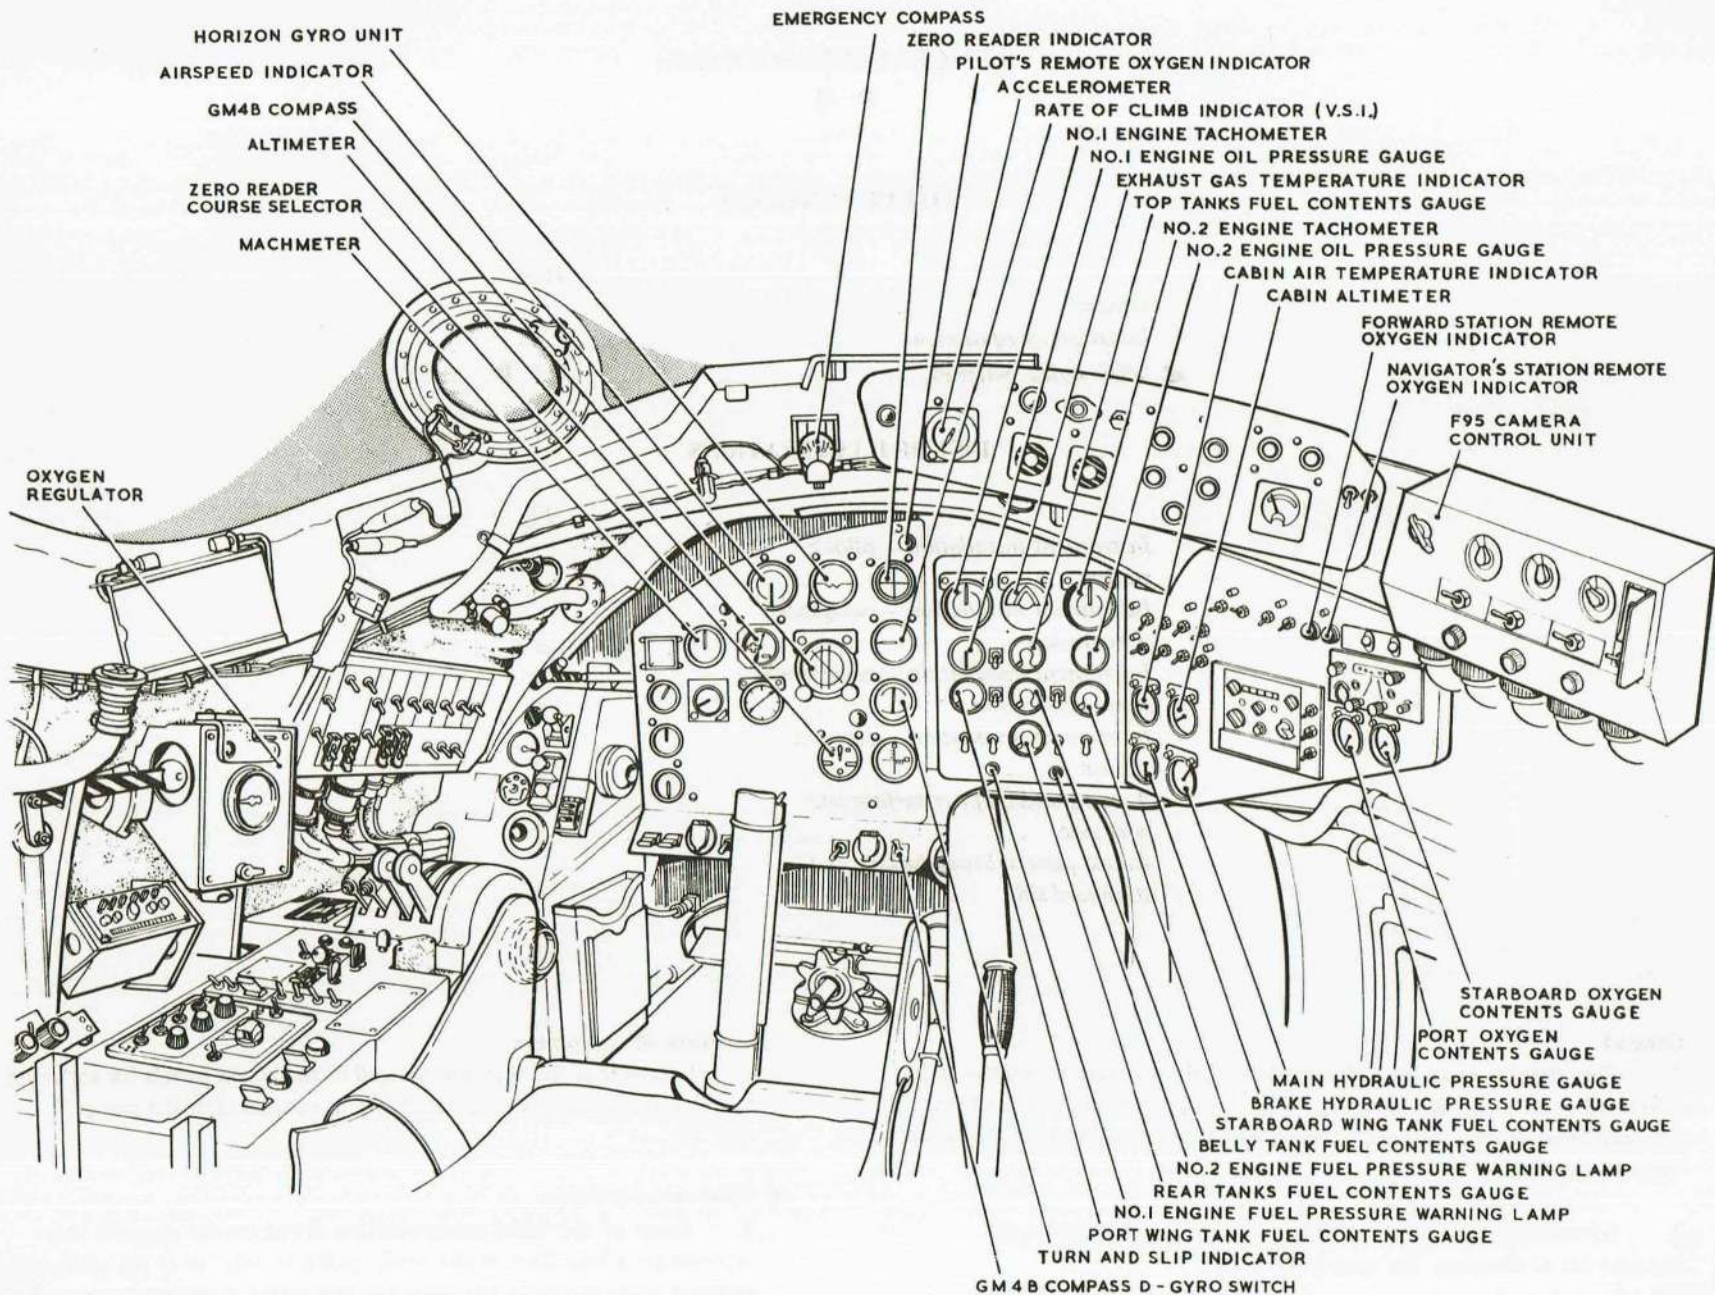 EMERGENCY COMPASS
HORIZON GYRO UNIT
ZERO READER INDICATOR
PILOT'S REMOTE OXYGEN INDICATOR
AIRSPEED INDICATOR
ACCELEROMETER
GM4B COMPASS
RATE OF CLIMB INDICATOR (V.S.I.)
NO.1 ENGINE TACHOMETER
ALTIMETER
NO.1 ENGINE OIL PRESSURE GAUGE
EXHAUST GAS TEMPERATURE INDICATOR
ZERO READER
COURSE SELECTOR
TOP TANKS FUEL CONTENTS GAUGE
NO.2 ENGINE TACHOMETER
MACHMETER
NO.2 ENGINE OIL PRESSURE GAUGE
CABIN AIR TEMPERATURE INDICATOR
CABIN ALTIMETER
FORWARD STATION REMOTE
OXYGEN INDICATOR
NAVIGATOR'S STATION REMOTE
OXYGEN INDICATOR
F95 CAMERA
CONTROL UNIT
OXYGEN
REGULATOR
STARBOARD OXYGEN
CONTENTS GAUGE
PORT OXYGEN
CONTENTS GAUGE
MAIN HYDRAULIC PRESSURE GAUGE
BRAKE HYDRAULIC PRESSURE GAUGE
STARBOARD WING TANK FUEL CONTENTS GAUGE
BELLY TANK FUEL CONTENTS GAUGE
NO.2 ENGINE FUEL PRESSURE WARNING LAMP
REAR TANKS FUEL CONTENTS GAUGE
NO.1 ENGINE FUEL PRESSURE WARNING LAMP
PORT WING TANK FUEL CONTENTS GAUGE
TURN AND SLIP INDICATOR
GM4B COMPASS D-GYRO SWITCH